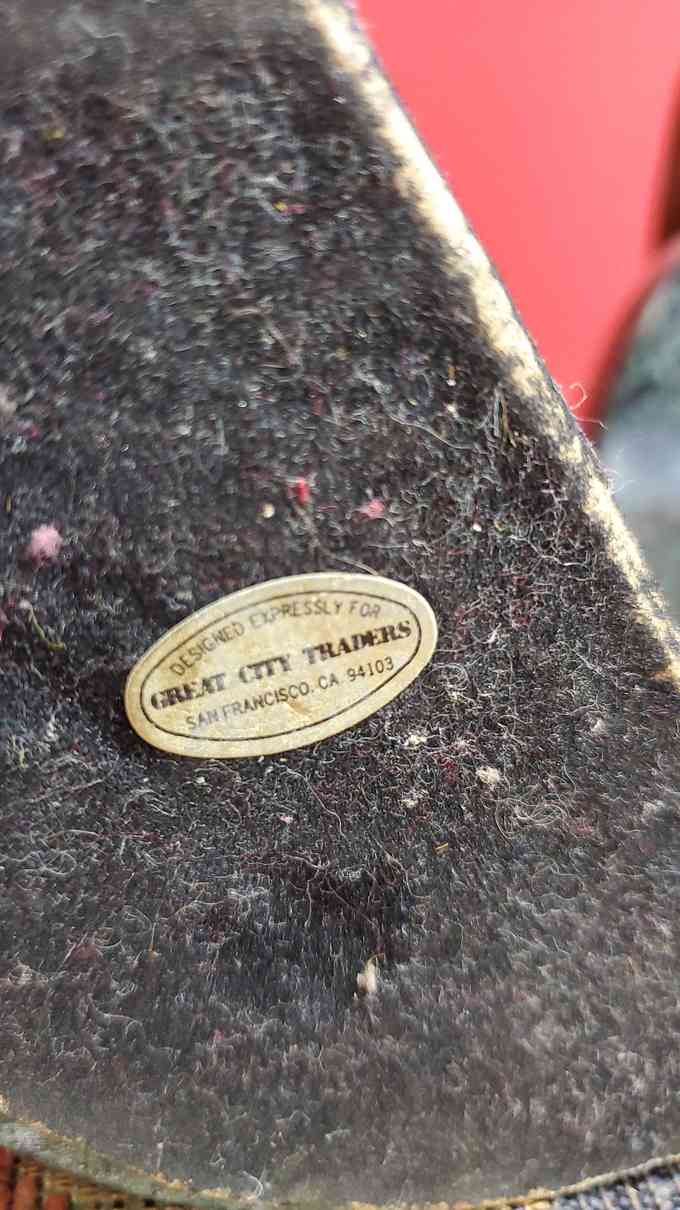 DESIGNED EXPRESSLY FOR
GREAT CITY TRADERS
SAN FRANCISCO, CA 94103